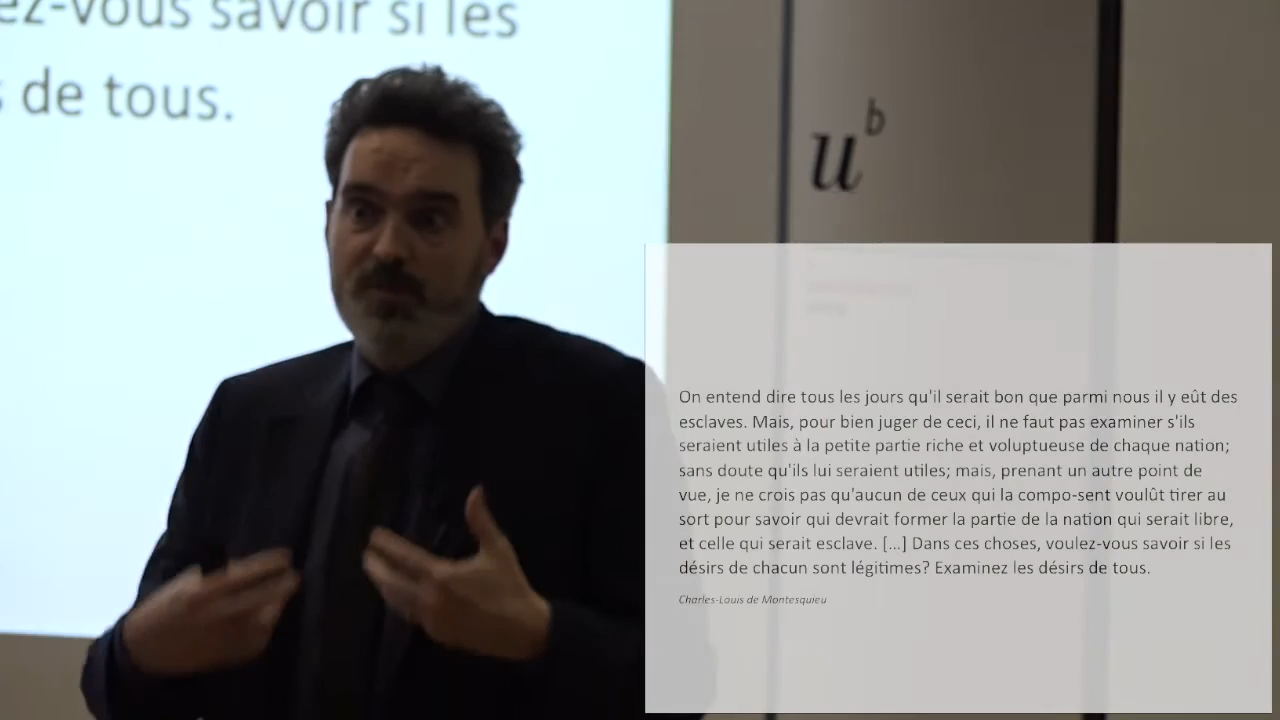 ez-vous savoir si les
s de tous.
u
b
On entend dire tous les jours qu'il serait bon que parmi nous il y eût des
esclaves. Mais, pour bien juger de ceci, il ne faut pas examiner s'ils
seraient utiles à la petite partie riche et voluptueuse de chaque nation;
sans doute qu'ils lui seraient utiles; mais, prenant un autre point de
vue, je ne crois pas qu'aucun de ceux qui la compo-sent voulût tirer au
sort pour savoir qui devrait former la partie de la nation qui serait libre,
et celle qui serait esclave. [...] Dans ces choses, voulez-vous savoir si les
désirs de chacun sont légitimes? Examinez les désirs de tous.
Charles-Louis de Montesquieu